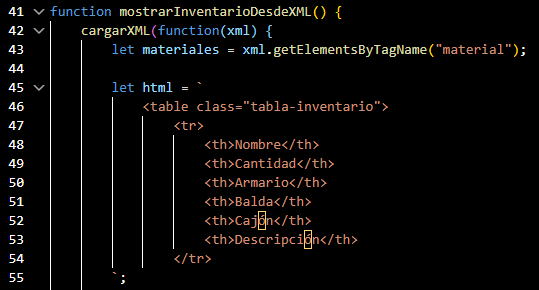 41 function mostrarInventarioDesdeXML() {
42     cargarXML(function(xml) {
43         let materiales = xml.getElementsByTagName("material");
44
45         let html = `
46             <table class="tabla-inventario">
47                 <tr>
48                     <th>Nombre</th>
49                     <th>Cantidad</th>
50                     <th>Armario</th>
51                     <th>Balda</th>
52                     <th>Cajón</th>
53                     <th>Descripción</th>
54                 </tr>
55         `;